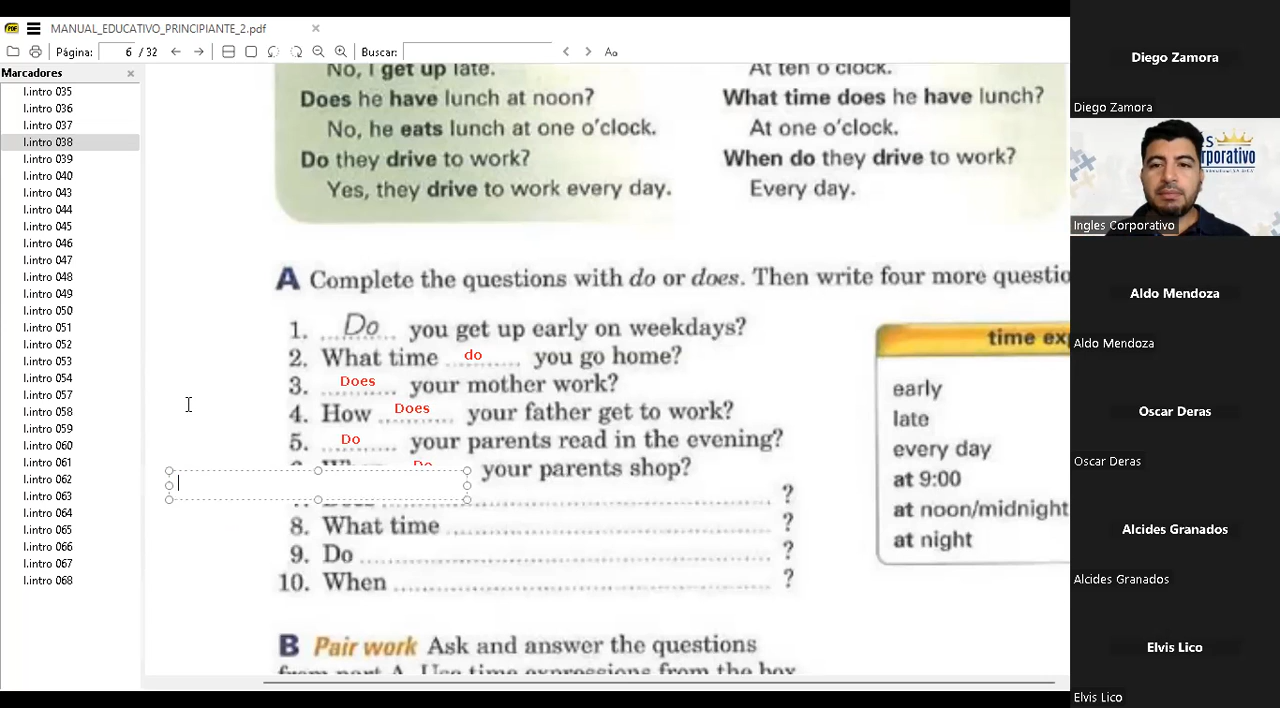 MANUAL_EDUCATIVO_PRINCIPIANTE_2.pdf
Página: 6 / 32 Buscar: Aa
Marcadores
I.intro 035
I.intro 036
I.intro 037
I.intro 038
I.intro 039
I.intro 040
I.intro 043
I.intro 044
I.intro 045
I.intro 046
I.intro 047
I.intro 048
I.intro 049
I.intro 050
I.intro 051
I.intro 052
I.intro 053
I.intro 054
I.intro 057
I.intro 058
I.intro 059
I.intro 060
I.intro 061
I.intro 062
I.intro 063
I.intro 064
I.intro 065
I.intro 066
I.intro 067
I.intro 068
No, I get up late.
Does he have lunch at noon?
No, he eats lunch at one o'clock.
Do they drive to work?
Yes, they drive to work every day.
At ten o'clock.
What time does he have lunch?
At one o'clock.
When do they drive to work?
Every day.
A Complete the questions with do or does. Then write four more questio
1. Do you get up early on weekdays?
2. What time do you go home?
3. Does your mother work?
4. How Does your father get to work?
5. Do your parents read in the evening?
Do your parents shop?
?
8. What time ?
9. Do ?
10. When ?
time ex
early
late
every day
at 9:00
at noon/midnight
at night
B Pair work Ask and answer the questions
from part A. Use time expressions from the box
Diego Zamora
Diego Zamora
rporativo
Ingles Corporativo
Aldo Mendoza
Aldo Mendoza
Oscar Deras
Oscar Deras
Alcides Granados
Alcides Granados
Elvis Lico
Elvis Lico